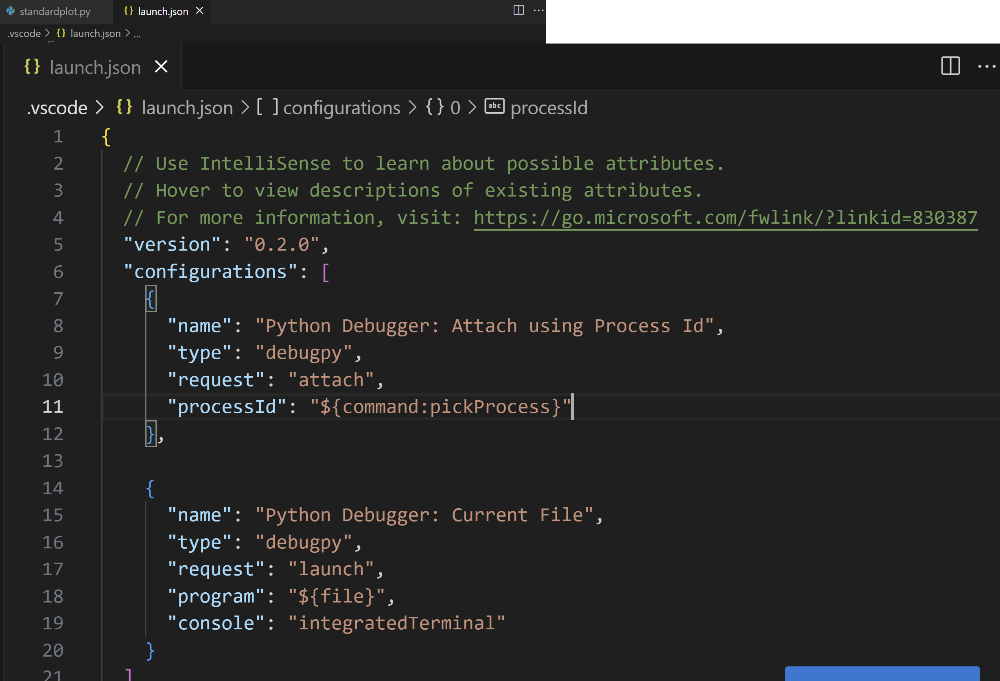 standardplot.py {} launch.json ×
.vscode > {} launch.json > ...
{} launch.json ×
.vscode > {} launch.json > [ ] configurations > {} 0 > abc processId
1 {
2 // Use IntelliSense to learn about possible attributes.
3 // Hover to view descriptions of existing attributes.
4 // For more information, visit: https://go.microsoft.com/fwlink/?linkid=830387
5 "version": "0.2.0",
6 "configurations": [
7 {
8 "name": "Python Debugger: Attach using Process Id",
9 "type": "debugpy",
10 "request": "attach",
11 "processId": "${command:pickProcess}"
12 },
13
14 {
15 "name": "Python Debugger: Current File",
16 "type": "debugpy",
17 "request": "launch",
18 "program": "${file}",
19 "console": "integratedTerminal"
20 }
21 ]